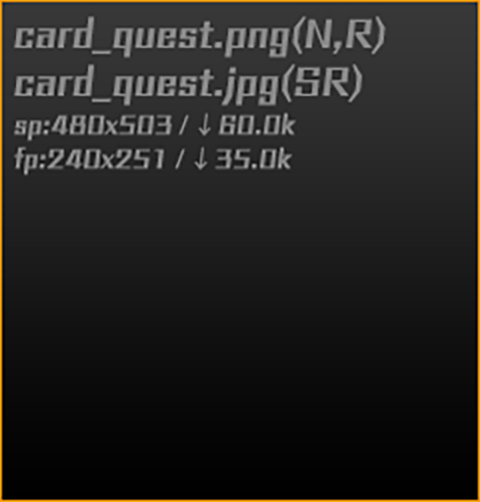 card_quest.png(N,R)
card_quest.jpg(SR)
sp:480x503 / ↓60.0k
fp:240x251 / ↓35.0k